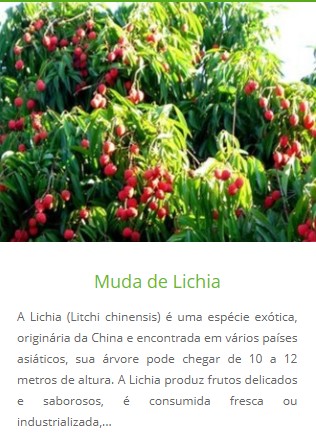 Muda de Lichia
A Lichia (Litchi chinensis) é uma espécie exótica,
originária da China e encontrada em vários países
asiáticos, sua árvore pode chegar de 10 a 12
metros de altura. A Lichia produz frutos delicados
e saborosos, é consumida fresca ou
industrializada,...